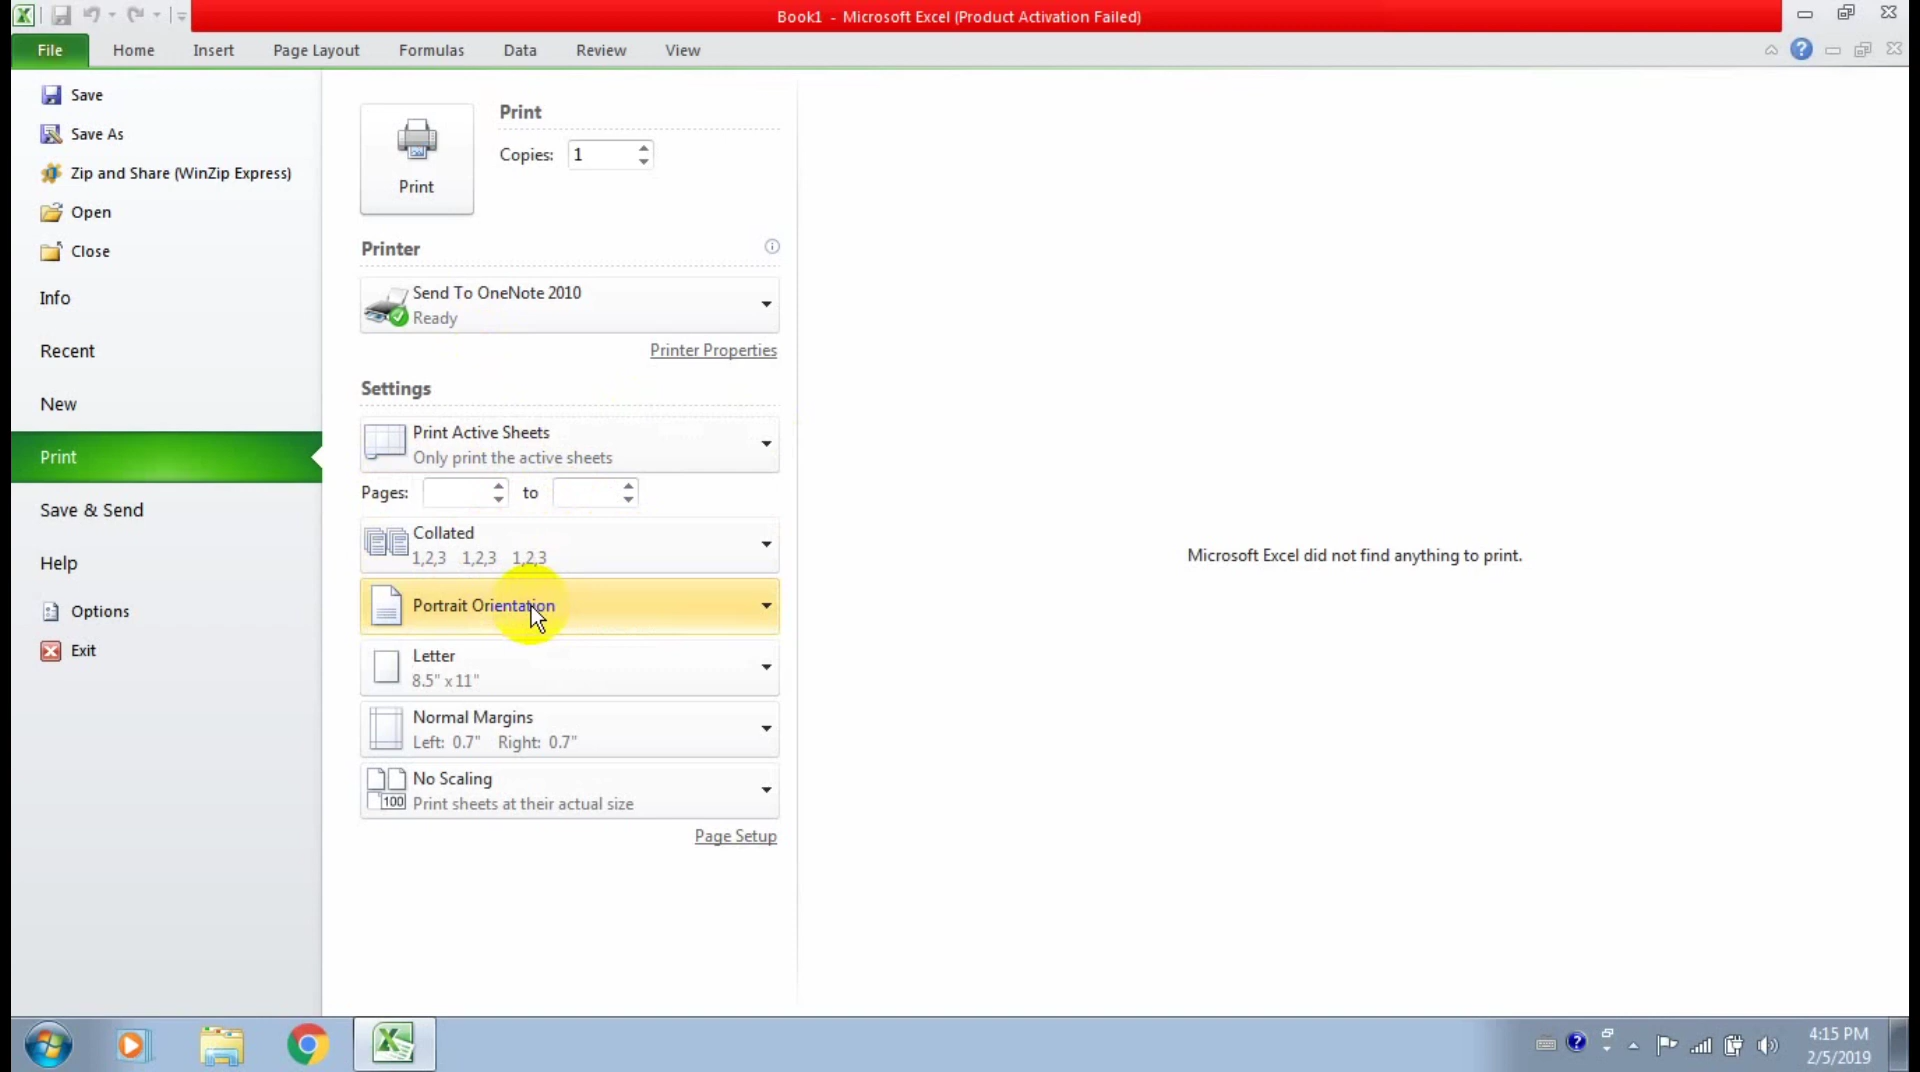 Book1 - Microsoft Excel (Product Activation Failed)
File Home Insert Page Layout Formulas Data Review View
Save
Save As
Zip and Share (WinZip Express)
Open
Close
Info
Recent
New
Print
Save & Send
Help
Options
Exit
Print
Print
Copies: 1
Printer
Send To OneNote 2010
Ready
Printer Properties
Settings
Print Active Sheets
Only print the active sheets
Pages: to
Collated
1,2,3 1,2,3 1,2,3
Portrait Orientation
Letter
8.5" x 11"
Normal Margins
Left: 0.7" Right: 0.7"
No Scaling
100 Print sheets at their actual size
Page Setup
Microsoft Excel did not find anything to print.
4:15 PM
2/5/2019